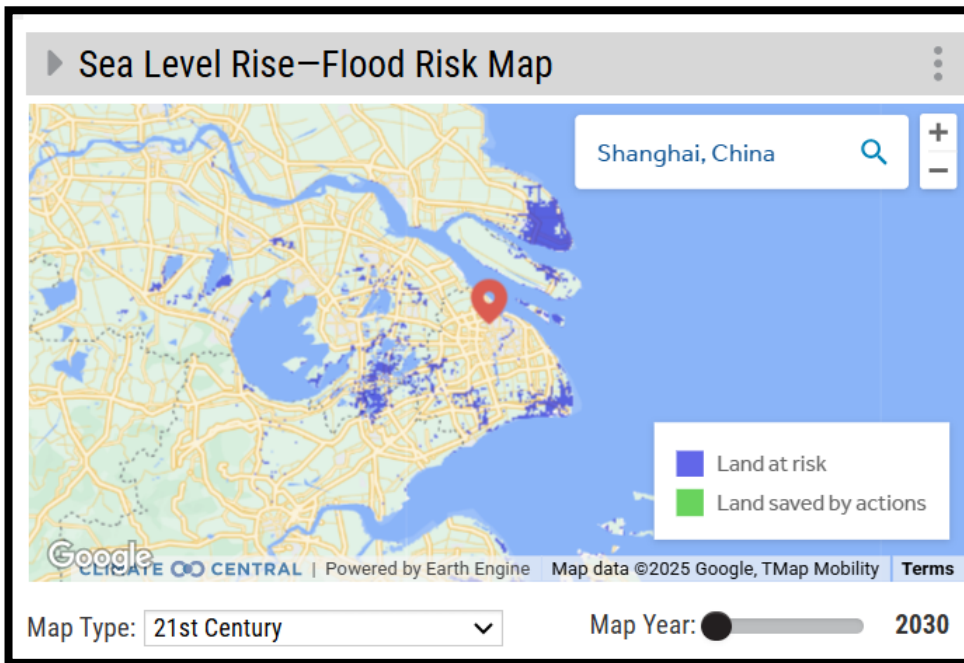 Sea Level Rise—Flood Risk Map
Shanghai, China
+
−
Land at risk
Land saved by actions
Google
CLIMATE CENTRAL | Powered by Earth Engine Map data ©2025 Google, TMap Mobility Terms
Map Type: 21st Century Map Year: 2030